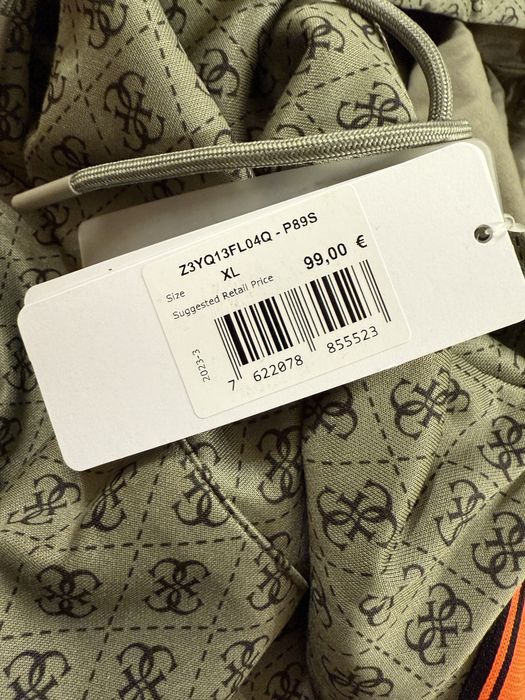 Z3YQ13FL04Q - P89S
Size XL
Suggested Retail Price 99,00 €
2023-3
7 622078 855523